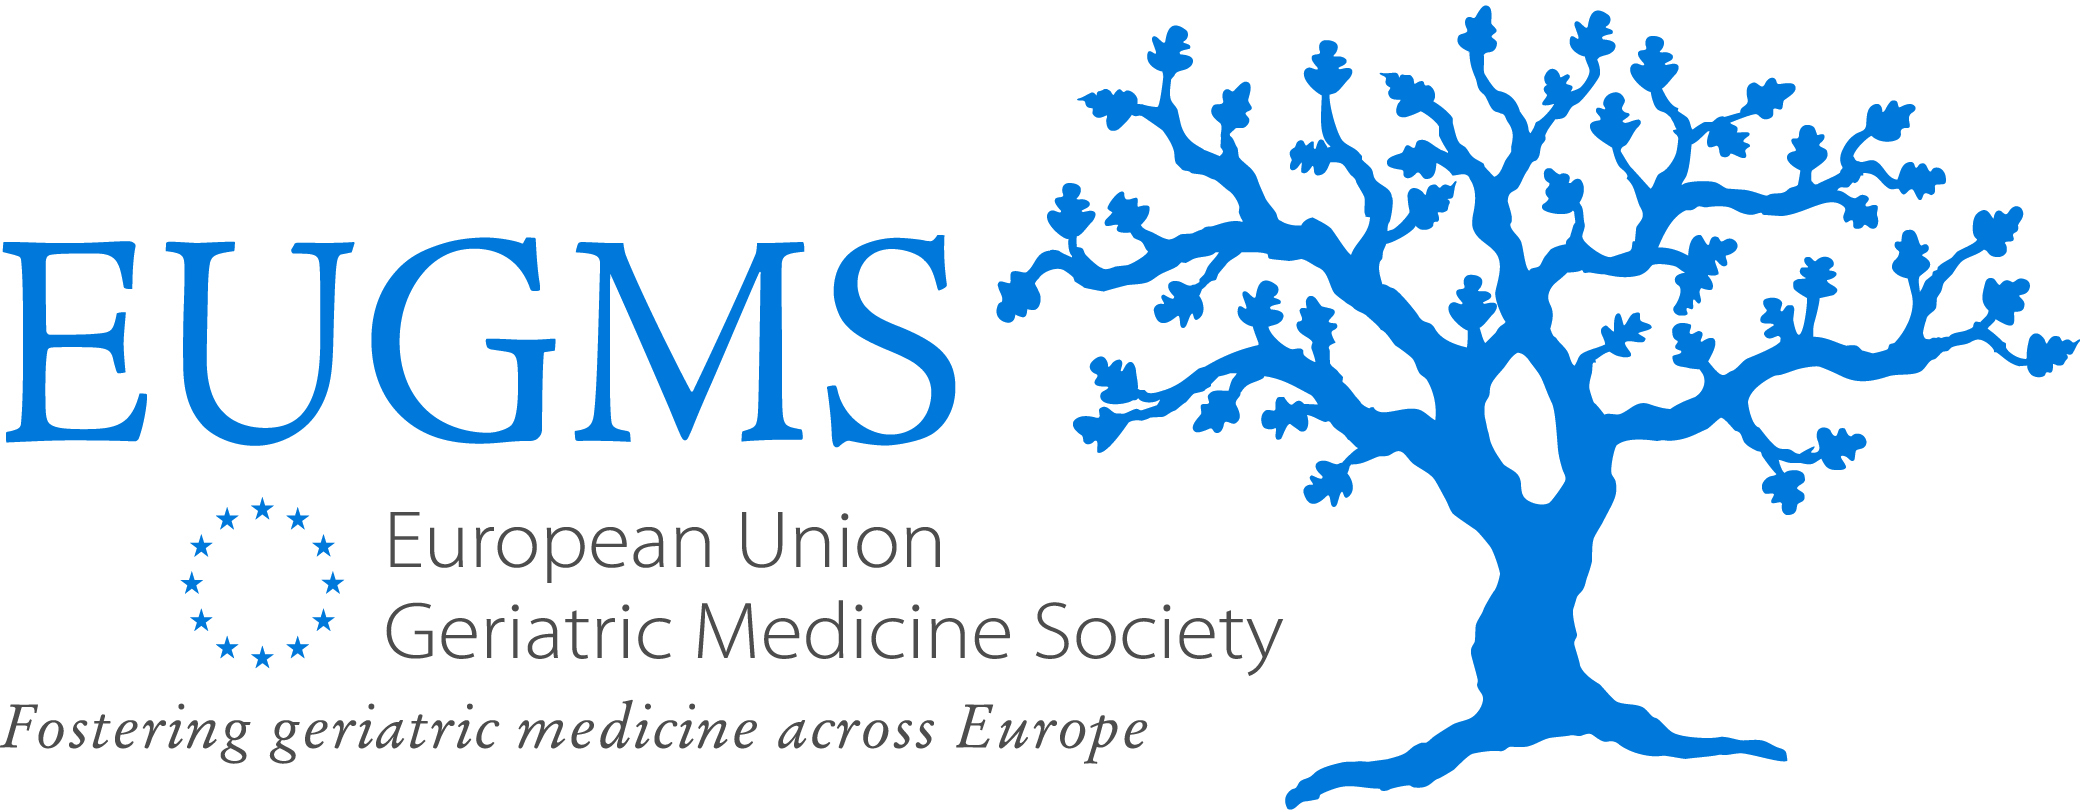 EUGMS
European Union
Geriatric Medicine Society
Fostering geriatric medicine across Europe